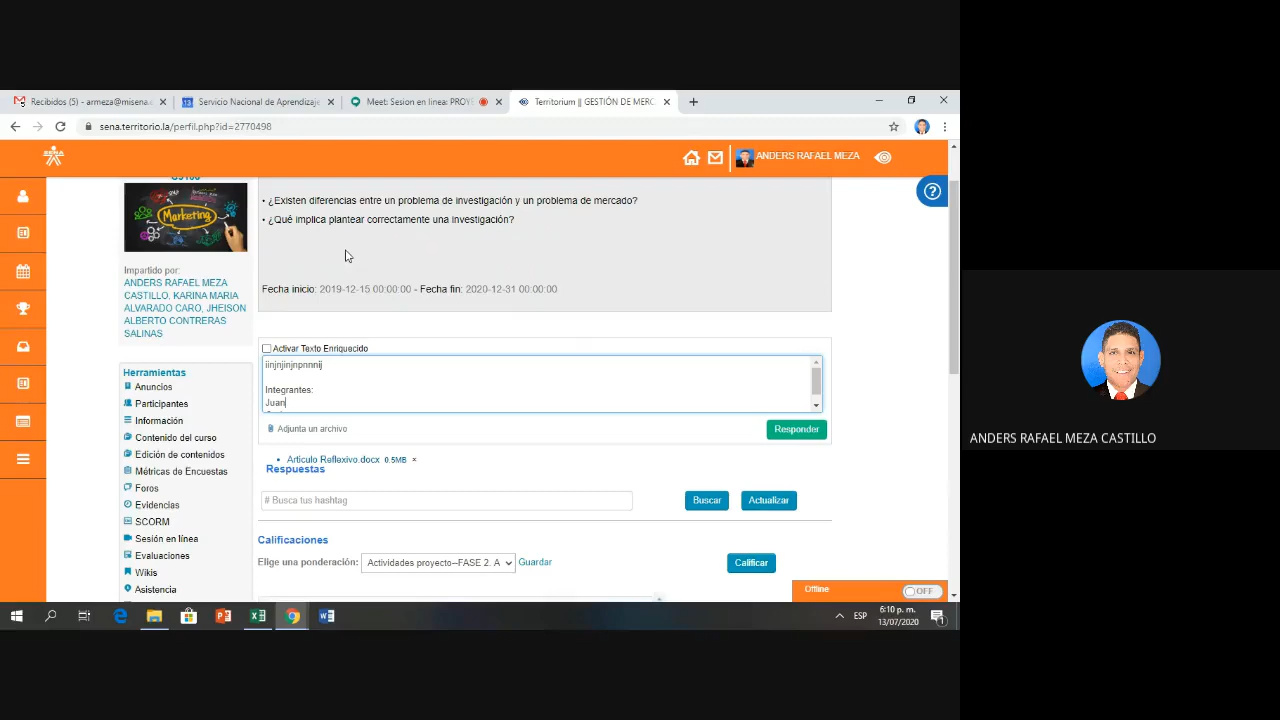 Recibidos (5) - armeza@misena.c
Servicio Nacional de Aprendizaje
Meet: Sesion en linea: PROYE
Territorium || GESTIÓN DE MERC
sena.territorio.la/perfil.php?id=2770498
SENA
ANDERS RAFAEL MEZA
Marketing
Impartido por:
ANDERS RAFAEL MEZA
CASTILLO, KARINA MARIA
ALVARADO CARO, JHEISON
ALBERTO CONTRERAS
SALINAS
Herramientas
Anuncios
Participantes
Información
Contenido del curso
Edición de contenidos
Métricas de Encuestas
Foros
Evidencias
SCORM
Sesión en línea
Evaluaciones
Wikis
Asistencia
• ¿Existen diferencias entre un problema de investigación y un problema de mercado?
• ¿Qué implica plantear correctamente una investigación?
Fecha inicio: 2019-12-15 00:00:00 - Fecha fin: 2020-12-31 00:00:00
Activar Texto Enriquecido
iinjnjinjnpnnnij
Integrantes:
Juan
Adjunta un archivo
Responder
• Articulo Reflexivo.docx 0.5MB ×
Respuestas
# Busca tus hashtag
Buscar
Actualizar
Calificaciones
Elige una ponderación:
Actividades proyecto--FASE 2. A
Guardar
Calificar
Offline
OFF
ESP
6:10 p. m.
13/07/2020
ANDERS RAFAEL MEZA CASTILLO